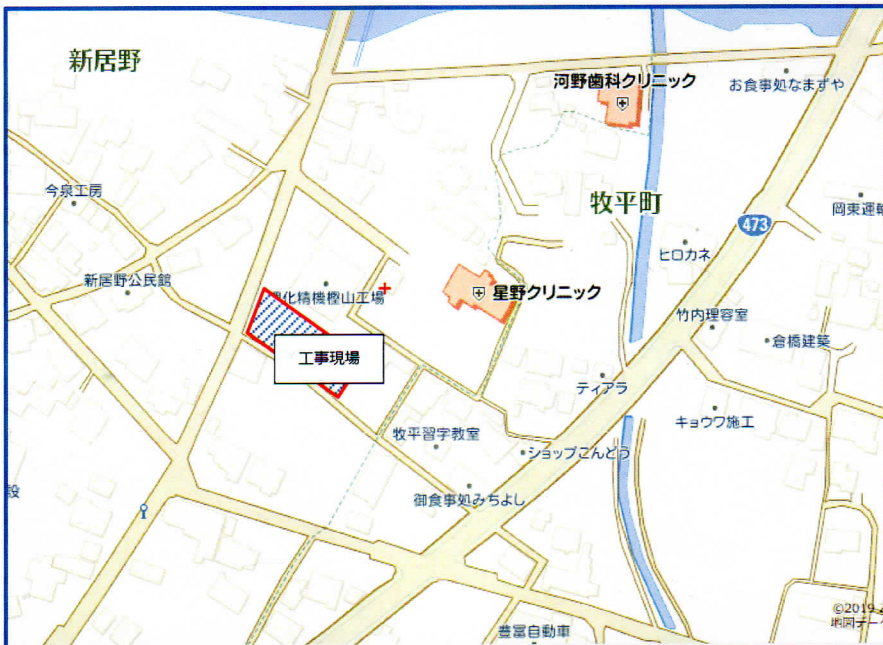 新居野
河野歯科クリニック
お食事処なまずや
今泉工房
牧平町
岡東運輸
473
ヒロカネ
新居野公民館
化精機樫山工場
星野クリニック
竹内理容室
倉橋建築
工事現場
ティアラ
キョウワ施工
牧平習字教室
ショップこんどう
御食事処みちよし
設
©2019
地図データ
豊冨自動車